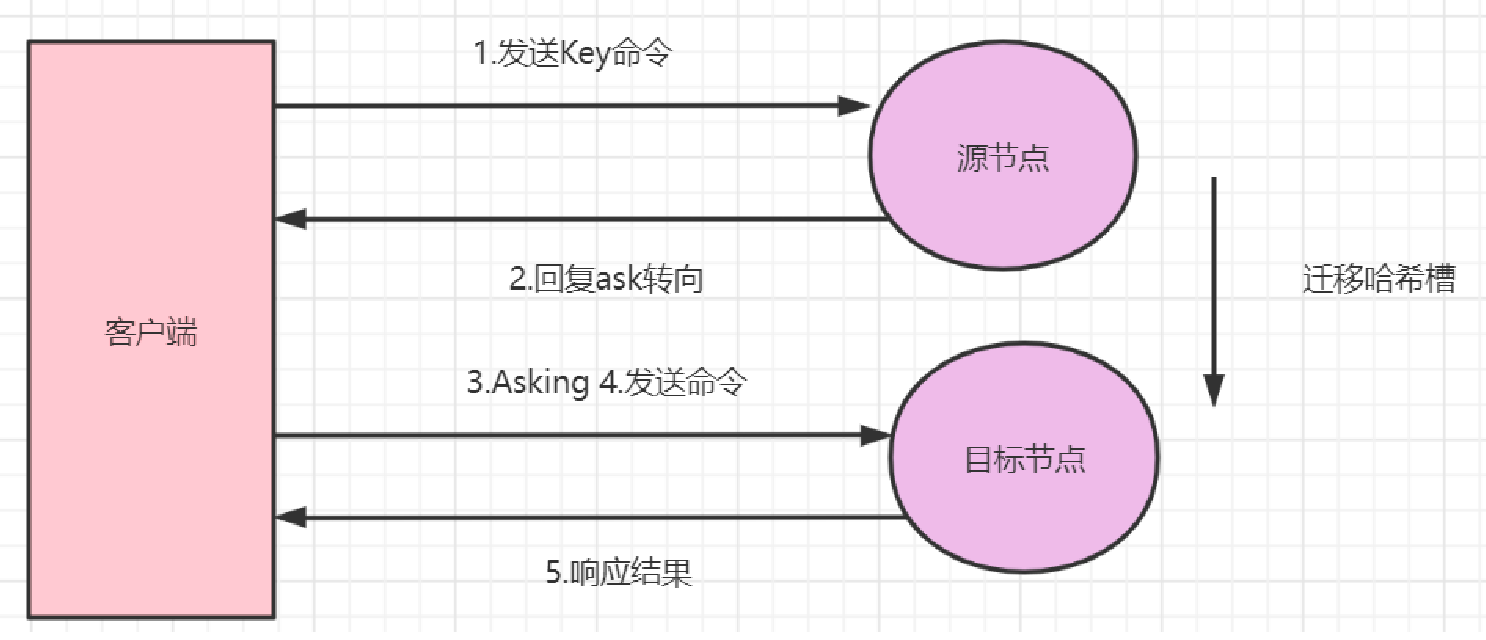 1.发送Key命令
源节点
2.回复ask转向
迁移哈希槽
客户端
3.Asking 4.发送命令
目标节点
5.响应结果